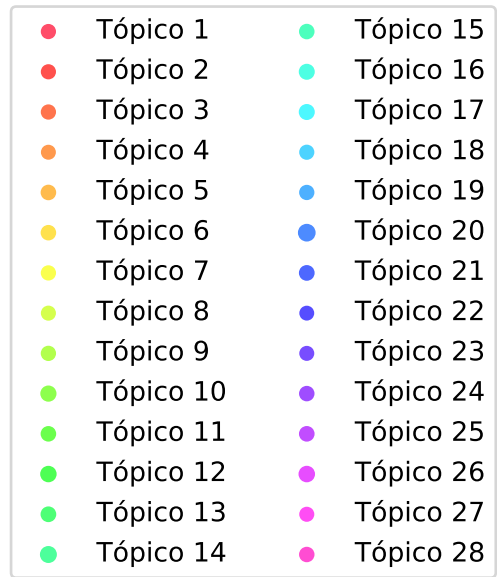 Tópico 1
Tópico 2
Tópico 3
Tópico 4
Tópico 5
Tópico 6
Tópico 7
Tópico 8
Tópico 9
Tópico 10
Tópico 11
Tópico 12
Tópico 13
Tópico 14
Tópico 15
Tópico 16
Tópico 17
Tópico 18
Tópico 19
Tópico 20
Tópico 21
Tópico 22
Tópico 23
Tópico 24
Tópico 25
Tópico 26
Tópico 27
Tópico 28